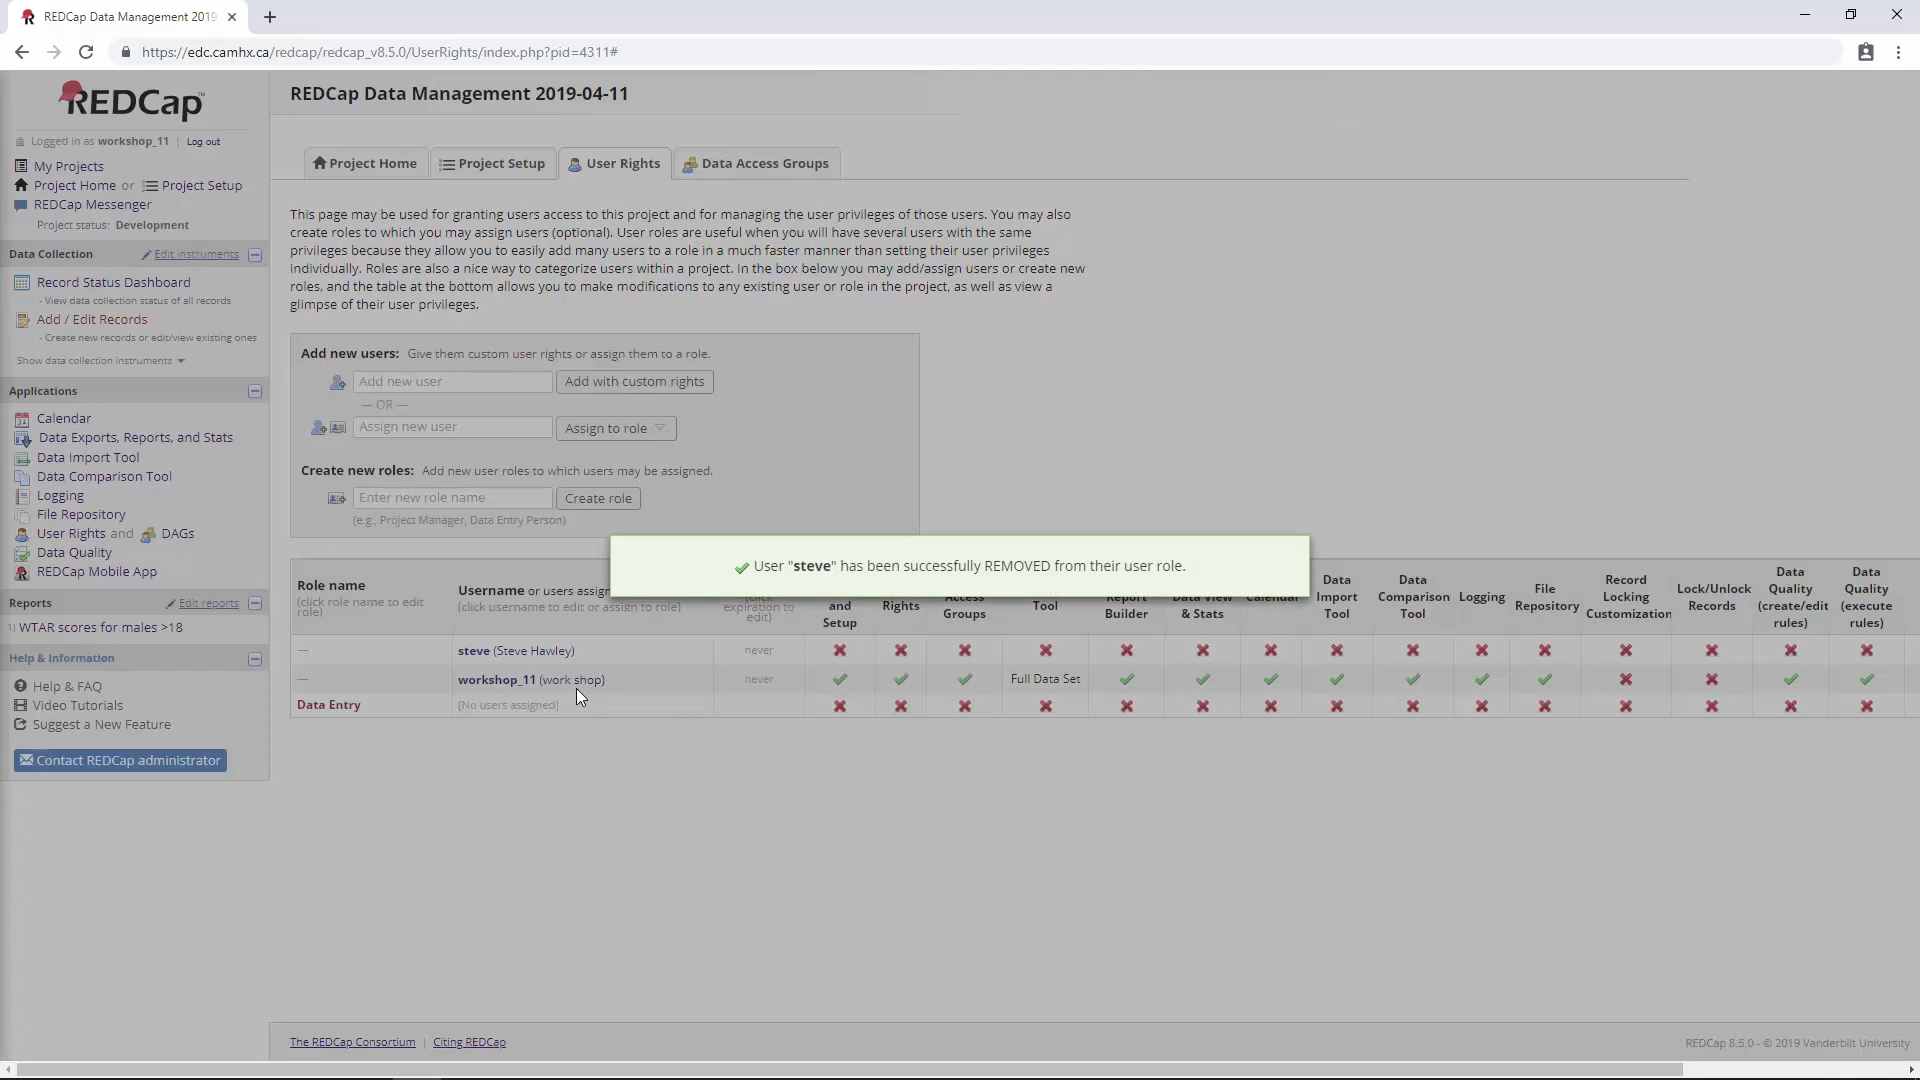 REDCap Data Management 2019
https://edc.camhx.ca/redcap/redcap_v8.5.0/UserRights/index.php?pid=4311#
REDCap
Logged in as workshop_11 | Log out
My Projects
Project Home or Project Setup
REDCap Messenger
Project status: Development
Data Collection
Edit instruments
Record Status Dashboard
- View data collection status of all records
Add / Edit Records
- Create new records or edit/view existing ones
Show data collection instruments
Applications
Calendar
Data Exports, Reports, and Stats
Data Import Tool
Data Comparison Tool
Logging
File Repository
User Rights and DAGs
Data Quality
REDCap Mobile App
Reports
Edit reports
1) WTAR scores for males >18
Help & Information
Help & FAQ
Video Tutorials
Suggest a New Feature
Contact REDCap administrator
REDCap Data Management 2019-04-11
Project Home
Project Setup
User Rights
Data Access Groups
This page may be used for granting users access to this project and for managing the user privileges of those users. You may also
create roles to which you may assign users (optional). User roles are useful when you will have several users with the same
privileges because they allow you to easily add many users to a role in a much faster manner than setting their user privileges
individually. Roles are also a nice way to categorize users within a project. In the box below you may add/assign users or create new
roles, and the table at the bottom allows you to make modifications to any existing user or role in the project, as well as view a
glimpse of their user privileges.
Add new users: Give them custom user rights or assign them to a role.
Add new user
Add with custom rights
— OR —
Assign new user
Assign to role
Create new roles: Add new user roles to which users may be assigned.
Enter new role name
Create role
(e.g., Project Manager, Data Entry Person)
User "steve" has been successfully REMOVED from their user role.
Role name
(click role name to edit
role)
Username or users assign
(click username to edit or assign to role)
(click
expiration to
edit)
and
Setup
Rights
Access
Groups
Tool
Report
Builder
Data View
& Stats
Calendar
Data
Import
Tool
Data
Comparison
Tool
Logging
File
Repository
Record
Locking
Customization
Lock/Unlock
Records
Data
Quality
(create/edit
rules)
Data
Quality
(execute
rules)
— steve (Steve Hawley) never
— workshop_11 (work shop) never Full Data Set
Data Entry [No users assigned]
The REDCap Consortium | Citing REDCap
REDCap 8.5.0 - © 2019 Vanderbilt University